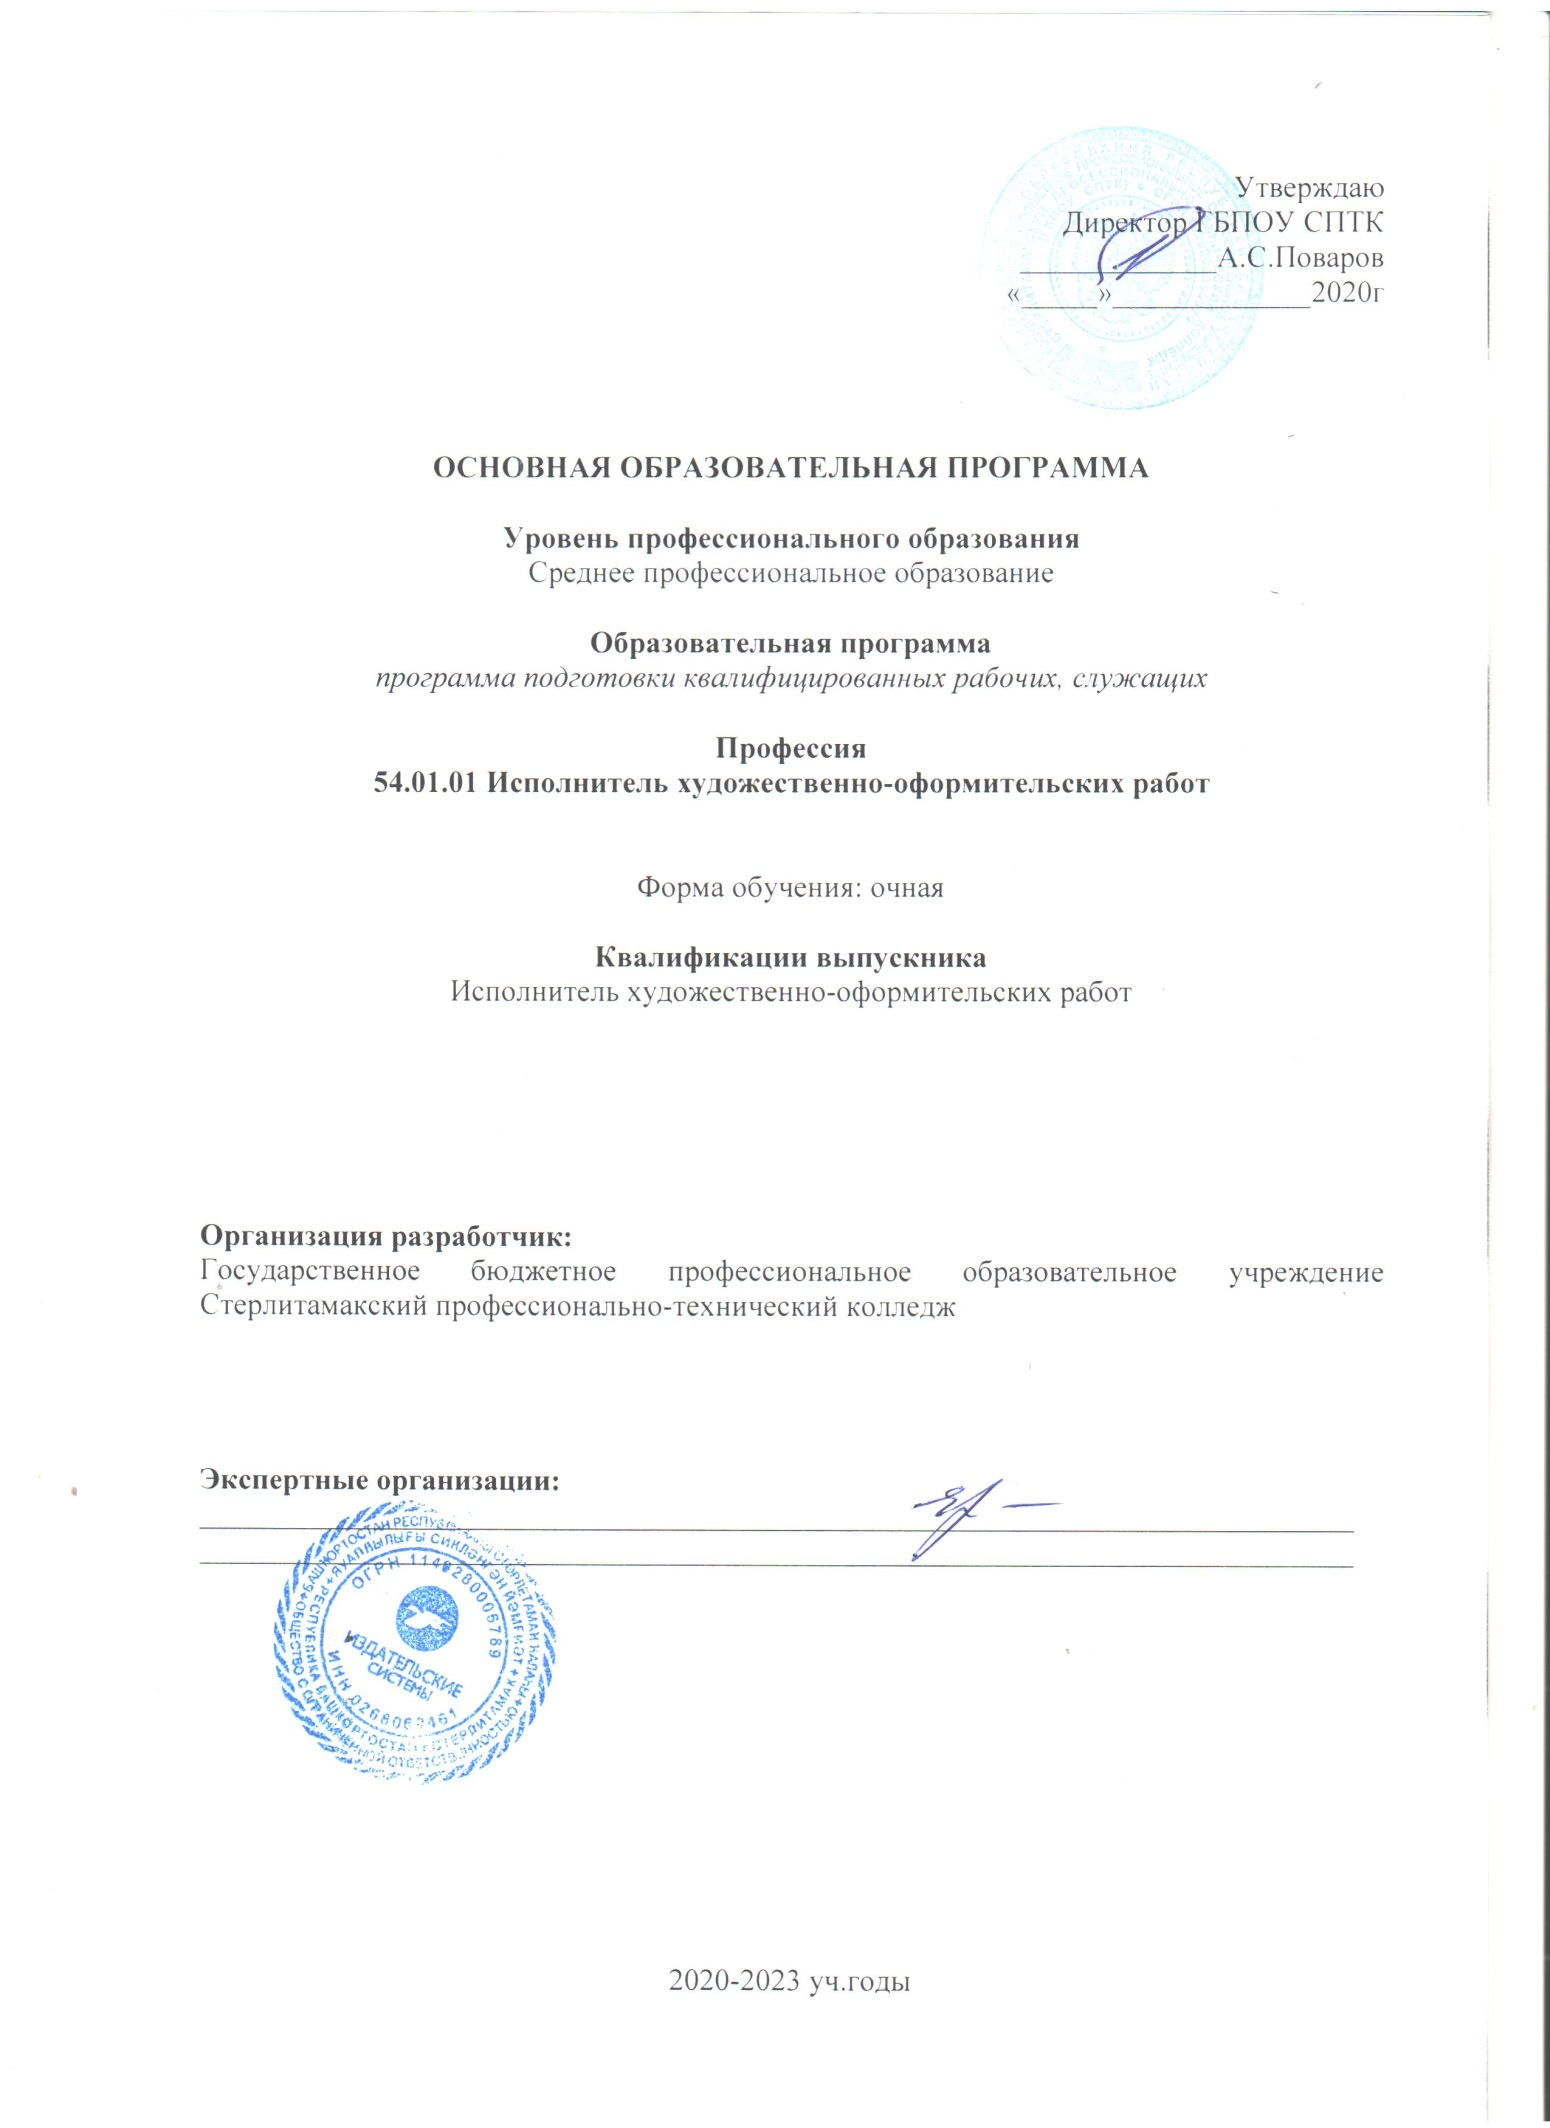 Утверждаю
Директор ГБПОУ СПТК
_____________А.С.Поваров
«_____»_____________2020г
ОСНОВНАЯ ОБРАЗОВАТЕЛЬНАЯ ПРОГРАММА
Уровень профессионального образования
Среднее профессиональное образование
Образовательная программа
программа подготовки квалифицированных рабочих, служащих
Профессия
54.01.01 Исполнитель художественно-оформительских работ
Форма обучения: очная
Квалификации выпускника
Исполнитель художественно-оформительских работ
Организация разработчик:
Государственное бюджетное профессиональное образовательное учреждение
Стерлитамакский профессионально-технический колледж
Экспертные организации:
ИЗДАТЕЛЬСКИЕ
СИСТЕМЫ
2020-2023 уч.годы